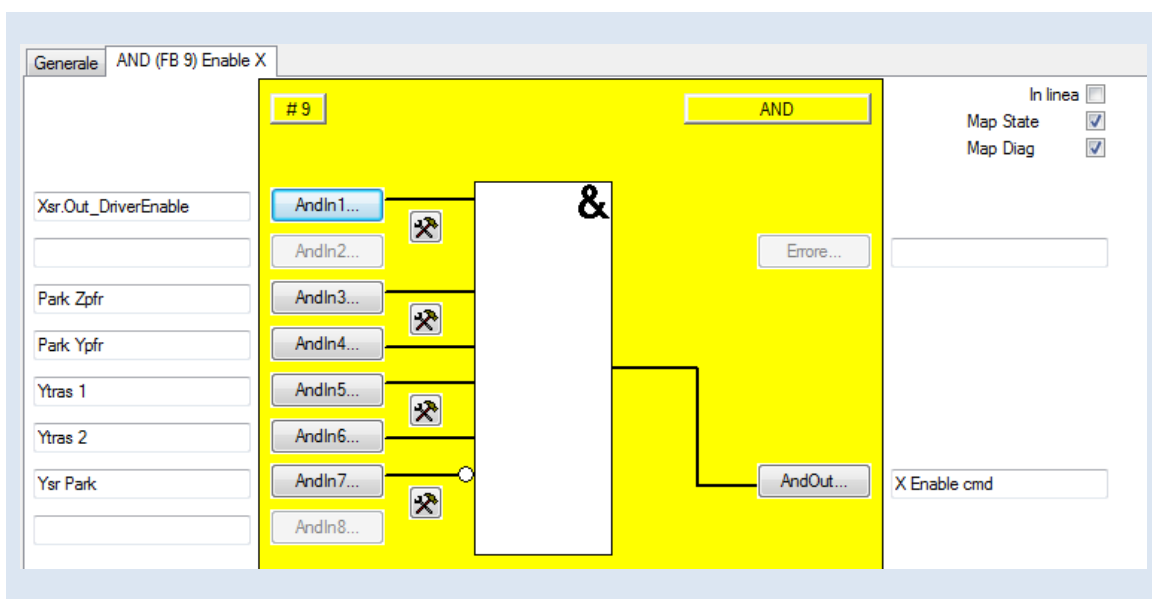 Generale AND (FB 9) Enable X
# 9 AND In linea
Map State
Map Diag
Xsr.Out_DriverEnable AndIn1... &
AndIn2... Errore...
Park Zpfr AndIn3...
Park Ypfr AndIn4...
Ytras 1 AndIn5...
Ytras 2 AndIn6...
Ysr Park AndIn7... AndOut... X Enable cmd
AndIn8...